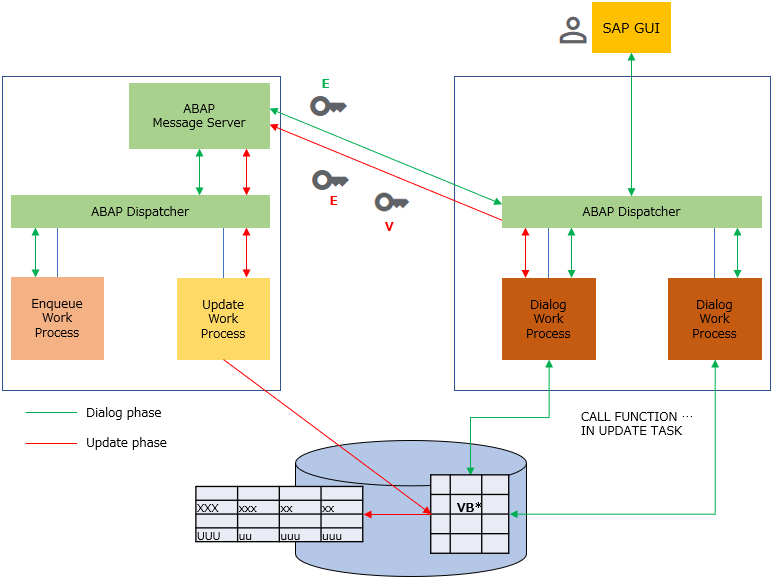 SAP GUI
E
ABAP
Message Server
E
V
ABAP Dispatcher
ABAP Dispatcher
Enqueue
Work
Process
Update
Work
Process
Dialog
Work
Process
Dialog
Work
Process
Dialog phase
Update phase
CALL FUNCTION ...
IN UPDATE TASK
XXX xxx xx xx
UUU uu uuu uuu
VB*